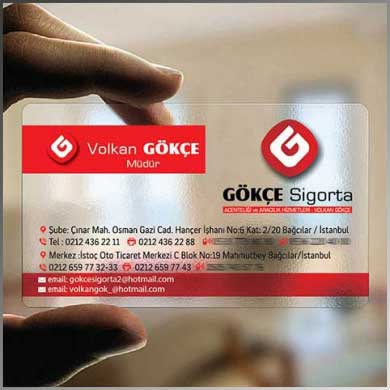 Volkan GÖKÇE
Müdür
GÖKÇE Sigorta
ACENTELİĞİ ve ARACILIK HİZMETLERİ - VOLKAN GÖKÇE
Şube: Çınar Mah. Osman Gazi Cad. Hançer İşhanı No:6 Kat: 2/20 Bağcılar / İstanbul
Tel : 0212 436 22 11 0212 436 22 88
Merkez :İstoç Oto Ticaret Merkezi C Blok No:19 Mahmutbey Bağcılar/İstanbul
0212 659 77 32-33 0212 659 77 43
email: gokcesigorta2@hotmail.com
email: volkangok_@hotmail.com